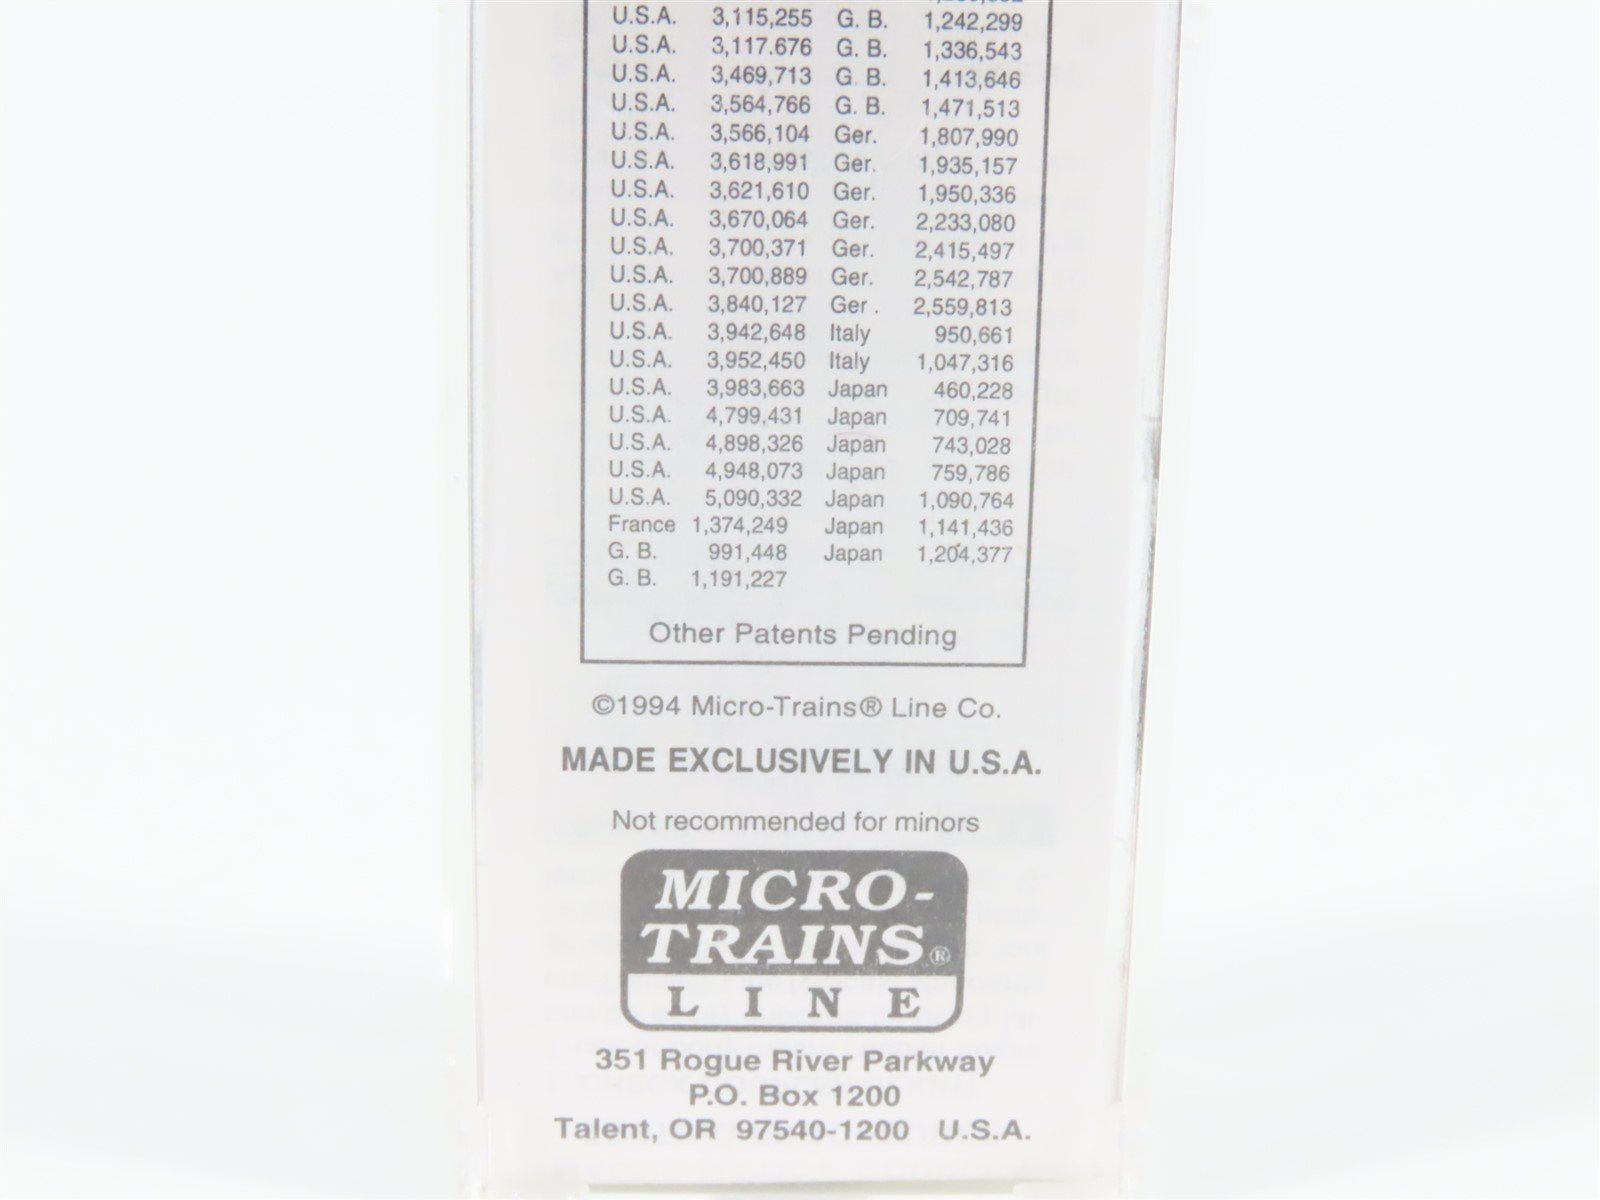 U.S.A. 3,115,255 G. B. 1,242,299
U.S.A. 3,117.676 G. B. 1,336,543
U.S.A. 3,469,713 G. B. 1,413,646
U.S.A. 3,564,766 G. B. 1,471,513
U.S.A. 3,566,104 Ger. 1,807,990
U.S.A. 3,618,991 Ger. 1,935,157
U.S.A. 3,621,610 Ger. 1,950,336
U.S.A. 3,670,064 Ger. 2,233,080
U.S.A. 3,700,371 Ger. 2,415,497
U.S.A. 3,700,889 Ger. 2,542,787
U.S.A. 3,840,127 Ger . 2,559,813
U.S.A. 3,942,648 Italy 950,661
U.S.A. 3,952,450 Italy 1,047,316
U.S.A. 3,983,663 Japan 460,228
U.S.A. 4,799,431 Japan 709,741
U.S.A. 4,898,326 Japan 743,028
U.S.A. 4,948,073 Japan 759,786
U.S.A. 5,090,332 Japan 1,090,764
France 1,374,249 Japan 1,141,436
G. B. 991,448 Japan 1,204,377
G. B. 1,191,227
Other Patents Pending
©1994 Micro-Trains® Line Co.
MADE EXCLUSIVELY IN U.S.A.
Not recommended for minors
MICRO-
TRAINS®
LINE
351 Rogue River Parkway
P.O. Box 1200
Talent, OR 97540-1200 U.S.A.